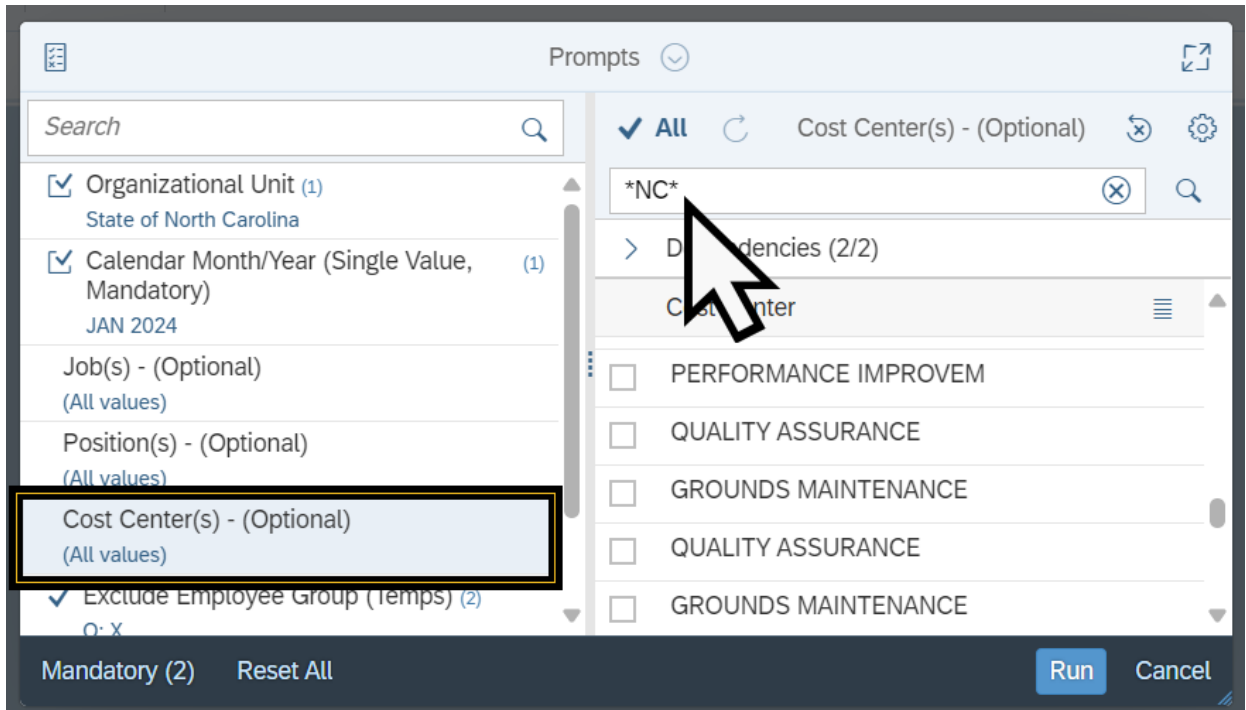 Prompts
Search
Organizational Unit (1)
State of North Carolina
Calendar Month/Year (Single Value, (1)
Mandatory)
JAN 2024
Job(s) - (Optional)
(All values)
Position(s) - (Optional)
(All values)
Cost Center(s) - (Optional)
(All values)
Exclude Employee Group (Temps) (2)
All
Cost Center(s) - (Optional)
*NC*
(2/2)
PERFORMANCE IMPROVEM
QUALITY ASSURANCE
GROUNDS MAINTENANCE
QUALITY ASSURANCE
GROUNDS MAINTENANCE
Mandatory (2)
Reset All
Run
Cancel